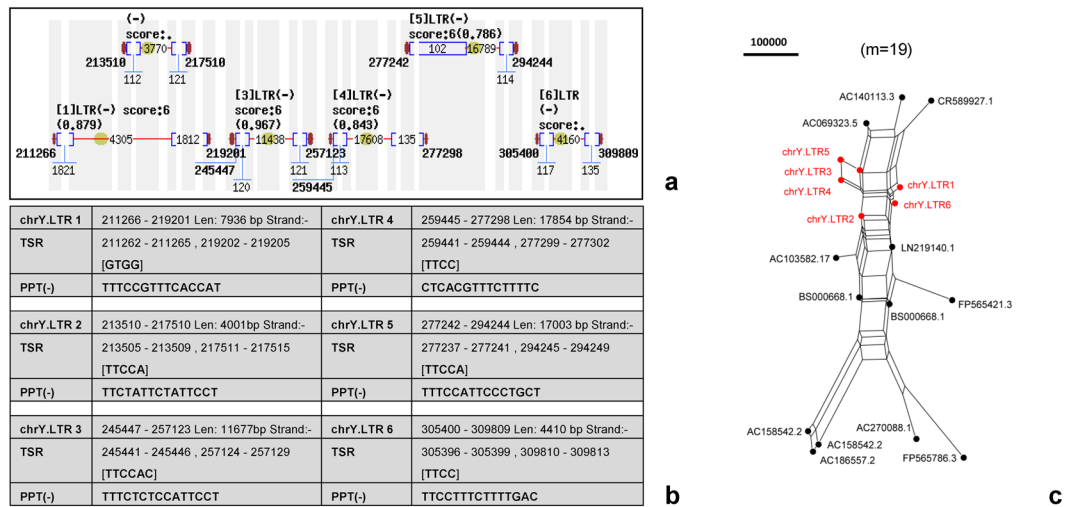 (-)
score:.
3770
213510
217510
112
121
[5]LTR(-)
score:6(0.786)
102
16789
277242
294244
114
[1]LTR(-)
(0.879)
score:6
4305
1812
211266
219201
1821
[3]LTR(-)
score:6
(0.967)
11438
245447
257123
120
121
[4]LTR(-)
score:6
(0.843)
17608
135
259445
277298
113
[6]LTR
(-)
score:.
4160
305400
309809
117
135
a
chrY.LTR 1
211266 - 219201 Len: 7936 bp Strand:-
chrY.LTR 4
259445 - 277298 Len: 17854 bp Strand:-
TSR
211262 - 211265 , 219202 - 219205
[GTGG]
TSR
259441 - 259444 , 277299 - 277302
[TTCC]
PPT(-)
TTTCCGTTTCACCAT
PPT(-)
CTCACGTTTCTTTTC
chrY.LTR 2
213510 - 217510 Len: 4001bp Strand:-
chrY.LTR 5
277242 - 294244 Len: 17003 bp Strand:-
TSR
213505 - 213509 , 217511 - 217515
[TTCCA]
TSR
277237 - 277241 , 294245 - 294249
[TTCCA]
PPT(-)
TTCTATTCTATTCCT
PPT(-)
TTTCCATTCCCTGCT
chrY.LTR 3
245447 - 257123 Len: 11677bp Strand:-
chrY.LTR 6
305400 - 309809 Len: 4410 bp Strand:-
TSR
245441 - 245446 , 257124 - 257129
[TTCCAC]
TSR
305396 - 305399 , 309810 - 309813
[TTCC]
PPT(-)
TTTCTCTCCATTCCT
PPT(-)
TTCCTTTCTTTTGAC
b
100000
(m=19)
AC140113.3
CR589927.1
AC069323.5
chrY.LTR5
chrY.LTR3
chrY.LTR4
chrY.LTR1
chrY.LTR6
chrY.LTR2
LN219140.1
AC103582.17
BS000668.1
FP565421.3
BS000668.1
AC158542.2
AC270088.1
AC158542.2
AC186557.2
FP565786.3
c